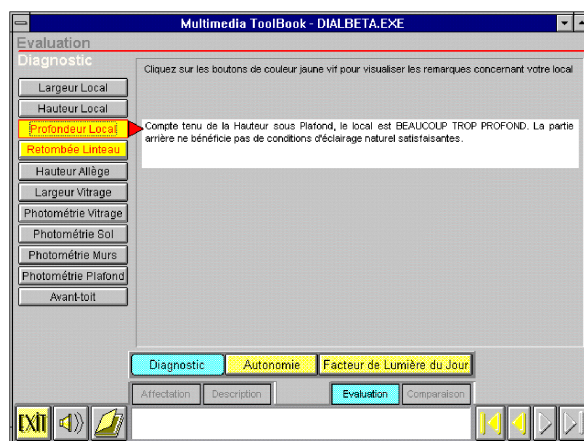 Multimedia ToolBook - DIALBETA.EXE
Evaluation
Diagnostic
Cliquez sur les boutons de couleur jaune vif pour visualiser les remarques concernant votre local
Largeur Local
Hauteur Local
Profondeur Local
Compte tenu de la Hauteur sous Plafond, le local est BEAUCOUP TROP PROFOND. La partie
arrière ne bénéficie pas de conditions d'éclairage naturel satisfaisantes.
Retombée Linteau
Hauteur Allège
Largeur Vitrage
Photométrie Vitrage
Photométrie Sol
Photométrie Murs
Photométrie Plafond
Avant-toit
Diagnostic Autonomie Facteur de Lumière du Jour
Affectation Description Evaluation Comparaison
EXIT